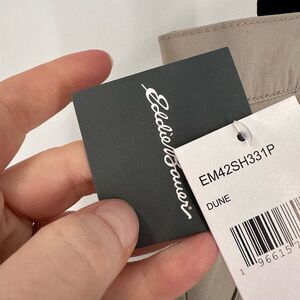 Eddie Bauer
EM42SH331P
DUNE
1 96615